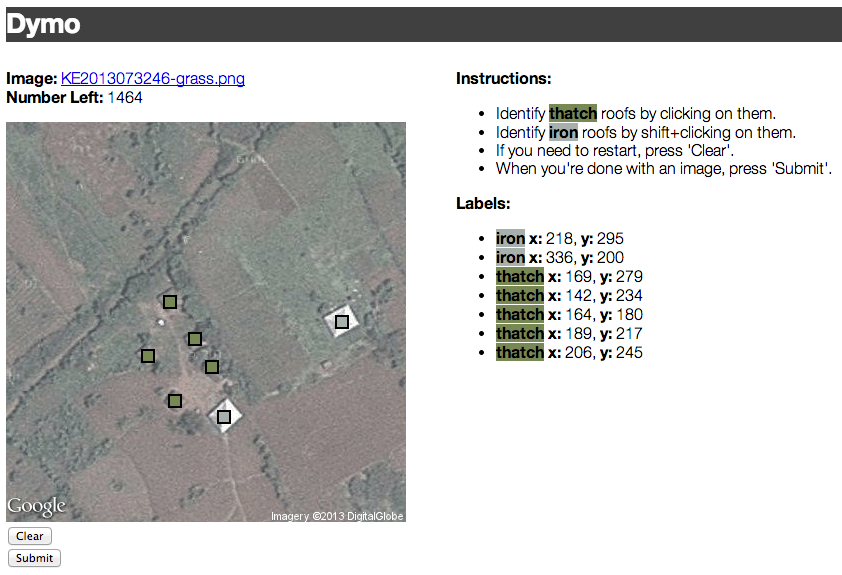 Dymo
Image: KE2013073246-grass.png
Number Left: 1464
Google
Imagery ©2013 DigitalGlobe
Clear
Submit
Instructions:
Identify thatch roofs by clicking on them.
Identify iron roofs by shift+clicking on them.
If you need to restart, press 'Clear'.
When you're done with an image, press 'Submit'.
Labels:
iron x: 218, y: 295
iron x: 336, y: 200
thatch x: 169, y: 279
thatch x: 142, y: 234
thatch x: 164, y: 180
thatch x: 189, y: 217
thatch x: 206, y: 245